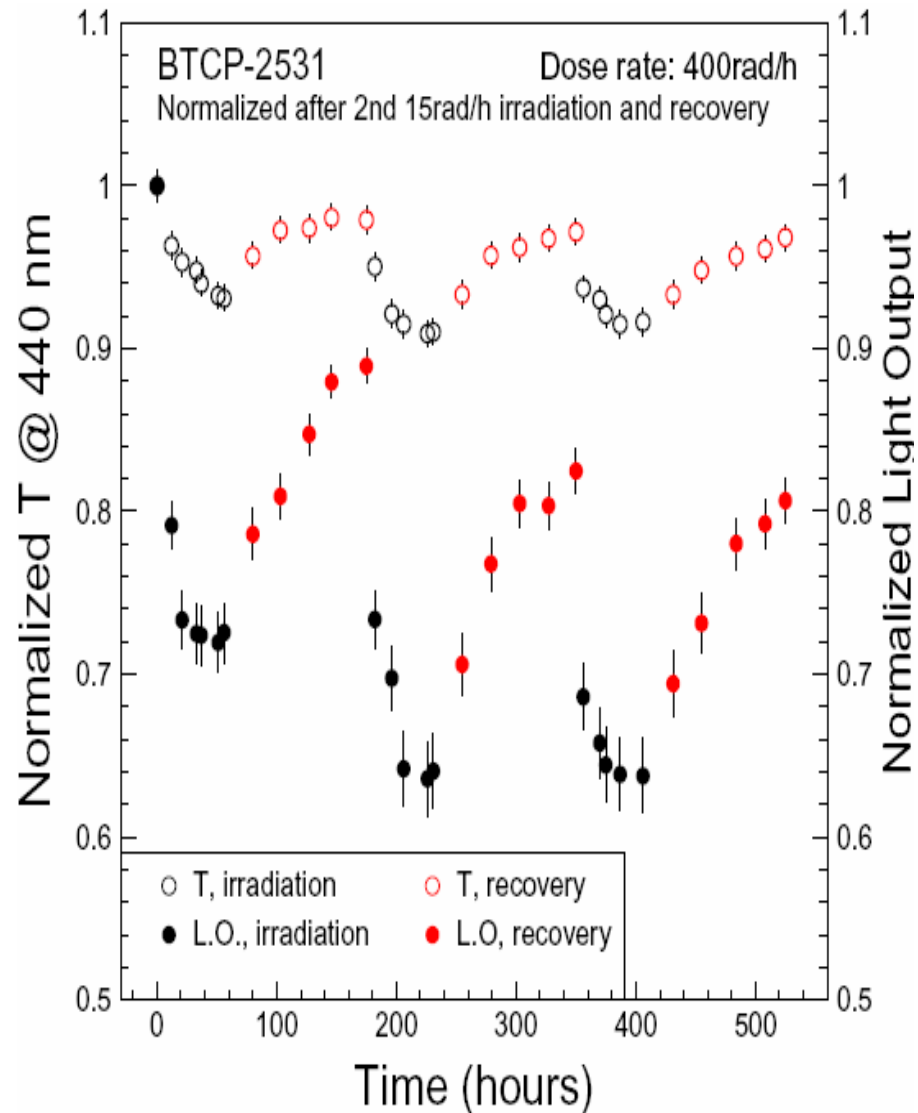 BTCP-2531 Dose rate: 400rad/h
Normalized after 2nd 15rad/h irradiation and recovery
Normalized T @ 440 nm
1.1
1
0.9
0.8
0.7
0.6
0.5
Normalized Light Output
1.1
1
0.9
0.8
0.7
0.6
0.5
T, irradiation T, recovery
L.O., irradiation L.O, recovery
0 100 200 300 400 500
Time (hours)